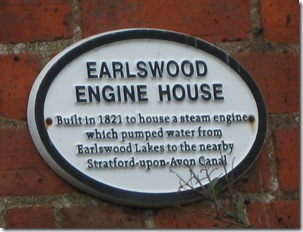 EARLSWOOD
ENGINE HOUSE
Built in 1821 to house a steam engine
which pumped water from
Earlswood Lakes to the nearby
Stratford-upon-Avon Canal